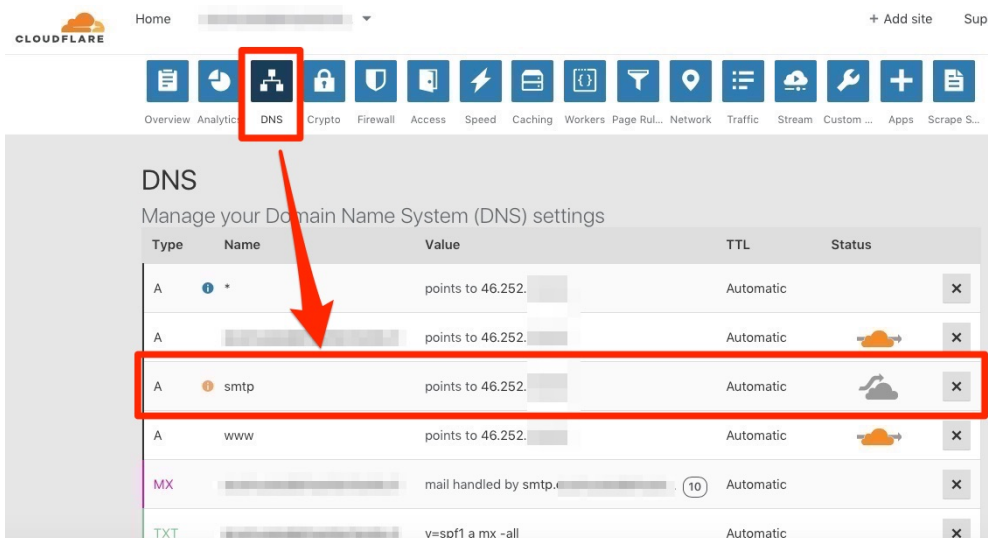 Home
+ Add site Sup
CLOUDFLARE
Overview Analytics DNS Crypto Firewall Access Speed Caching Workers Page Rul... Network Traffic Stream Custom ... Apps Scrape S...
DNS
Manage your Domain Name System (DNS) settings
Type Name Value TTL Status
A * points to 46.252. Automatic
A points to 46.252. Automatic
A smtp points to 46.252. Automatic
A www points to 46.252. Automatic
MX mail handled by smtp. 10 Automatic
TXT v=spf1 a mx -all Automatic